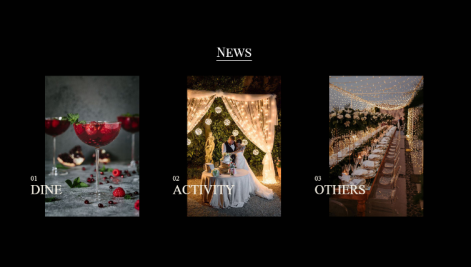 News
01
DINE
02
ACTIVITY
03
OTHERS